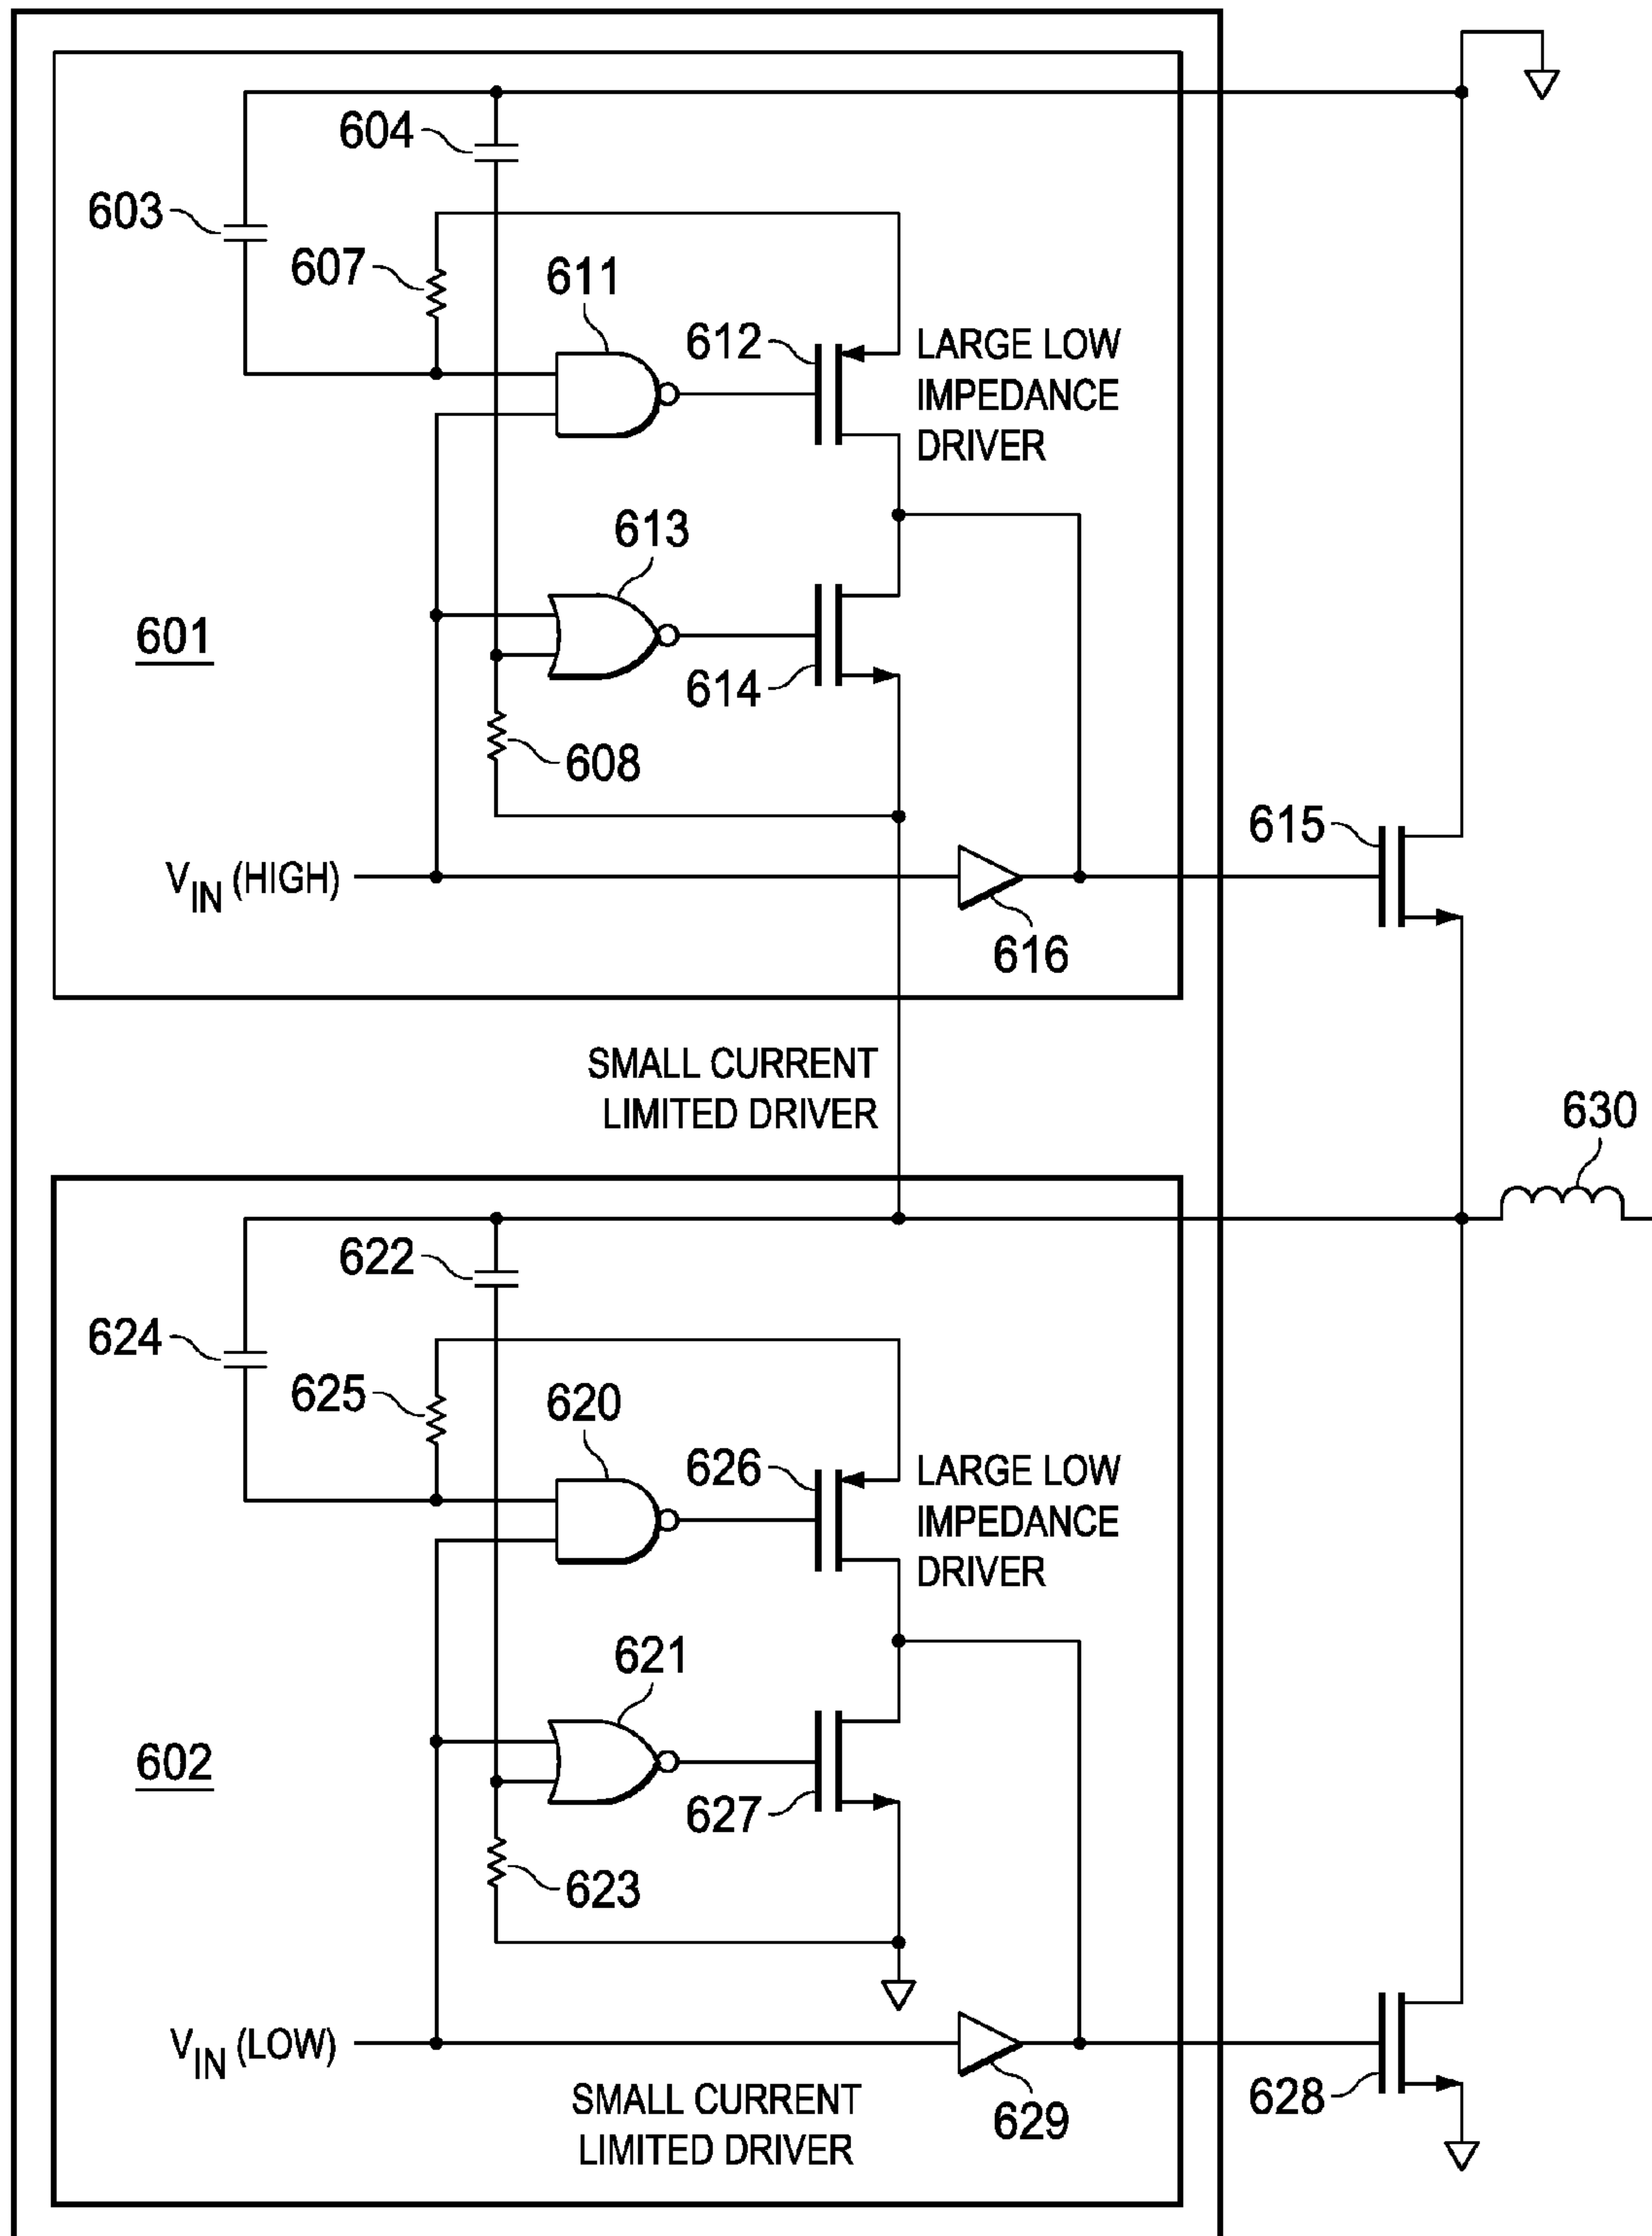 604
603
607
611
612
LARGE LOW
IMPEDANCE
DRIVER
613
601
614
608
615
V_IN (HIGH)
616
SMALL CURRENT
LIMITED DRIVER
630
622
624
625
620
626
LARGE LOW
IMPEDANCE
DRIVER
621
602
627
623
V_IN (LOW)
628
629
SMALL CURRENT
LIMITED DRIVER